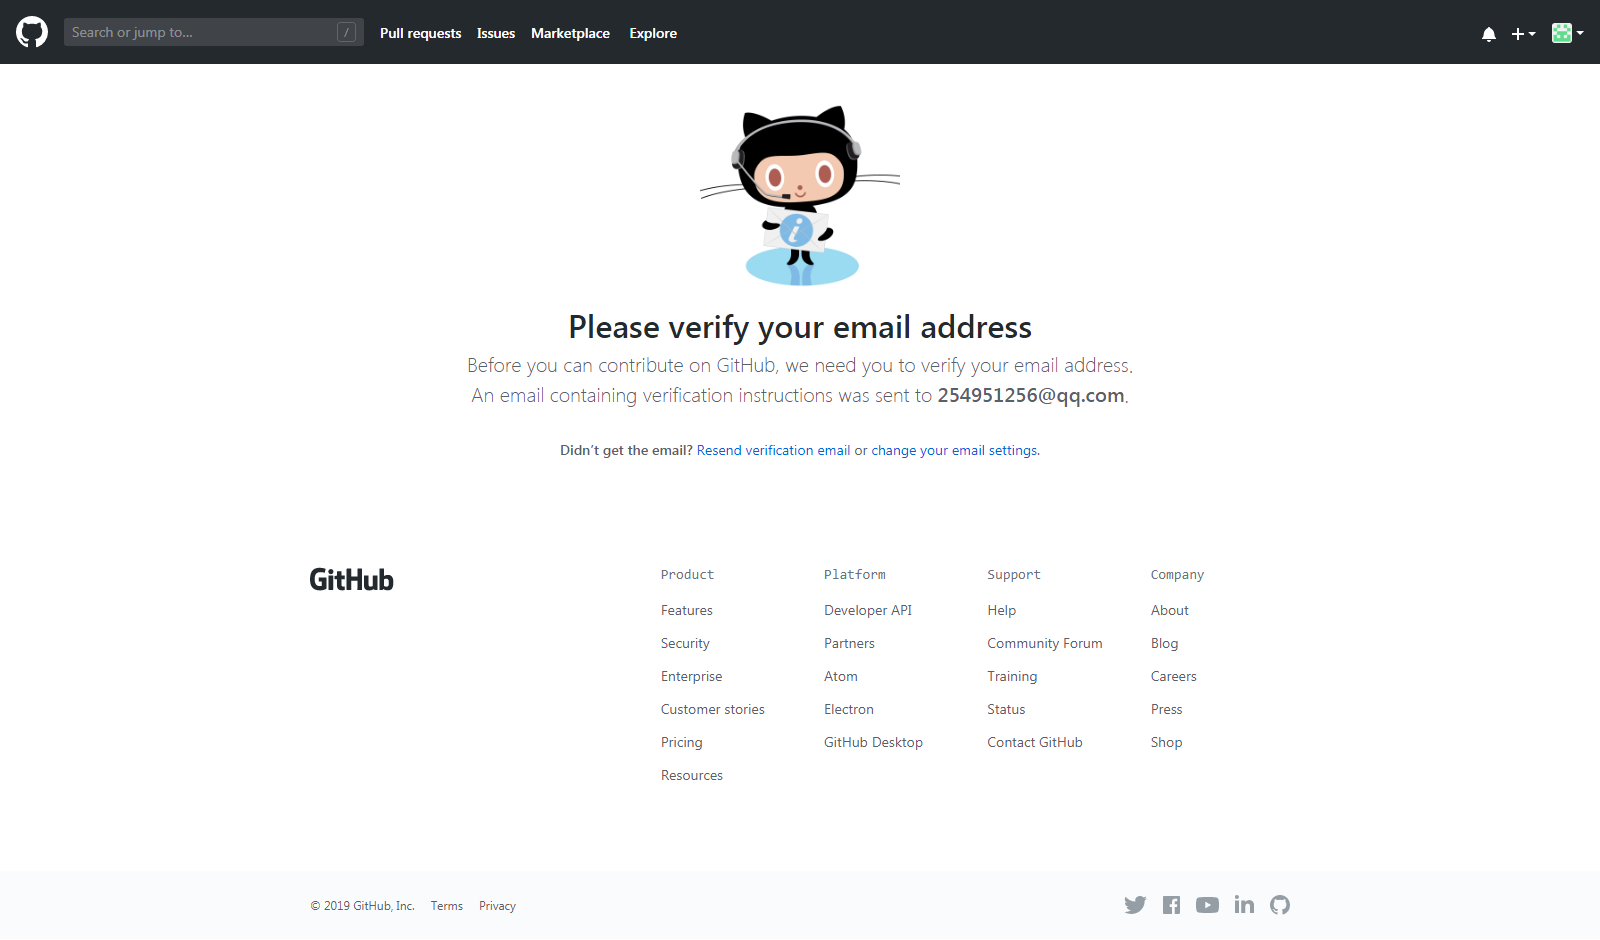 Search or jump to... /
Pull requests Issues Marketplace Explore
i
Please verify your email address
Before you can contribute on GitHub, we need you to verify your email address.
An email containing verification instructions was sent to 254951256@qq.com.
Didn’t get the email? Resend verification email or change your email settings.
GitHub
Product
Features
Security
Enterprise
Customer stories
Pricing
Resources
Platform
Developer API
Partners
Atom
Electron
GitHub Desktop
Support
Help
Community Forum
Training
Status
Contact GitHub
Company
About
Blog
Careers
Press
Shop
© 2019 GitHub, Inc. Terms Privacy